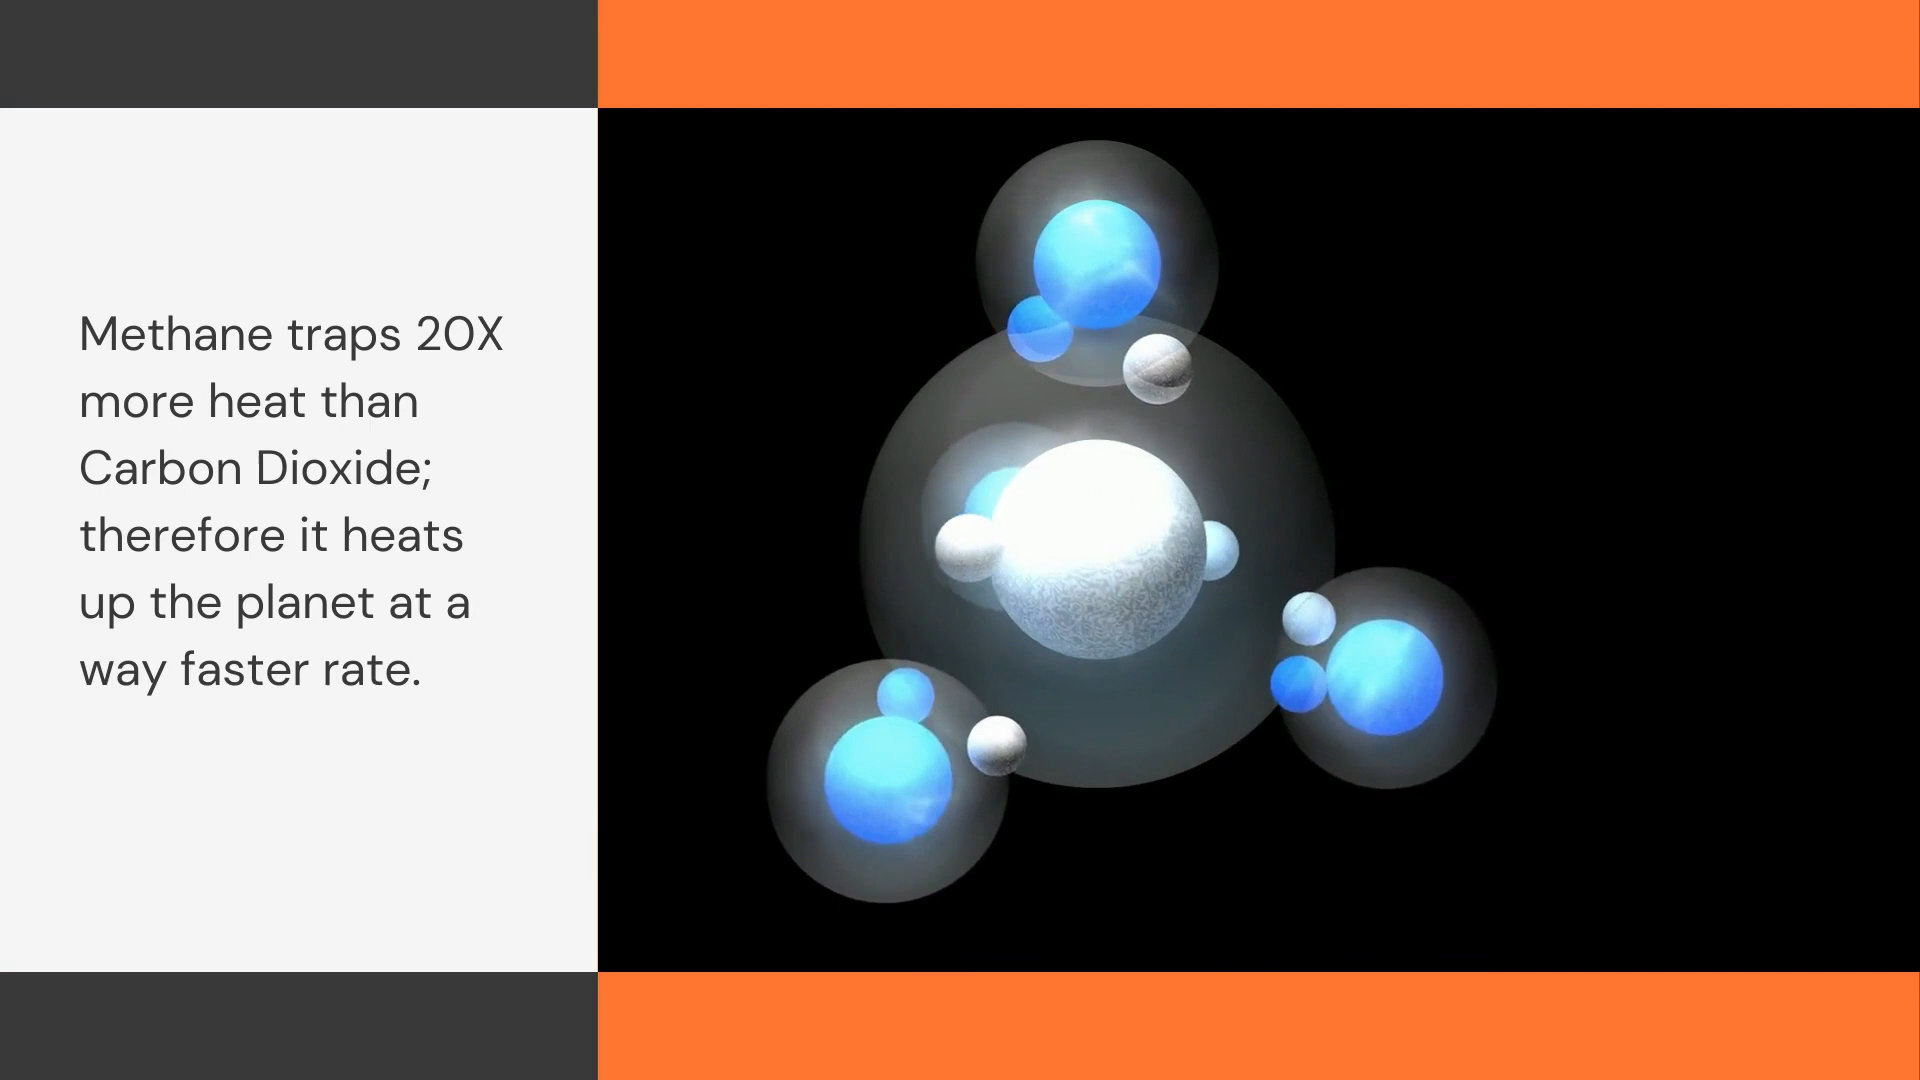 Methane traps 20X
more heat than
Carbon Dioxide;
therefore it heats
up the planet at a
way faster rate.